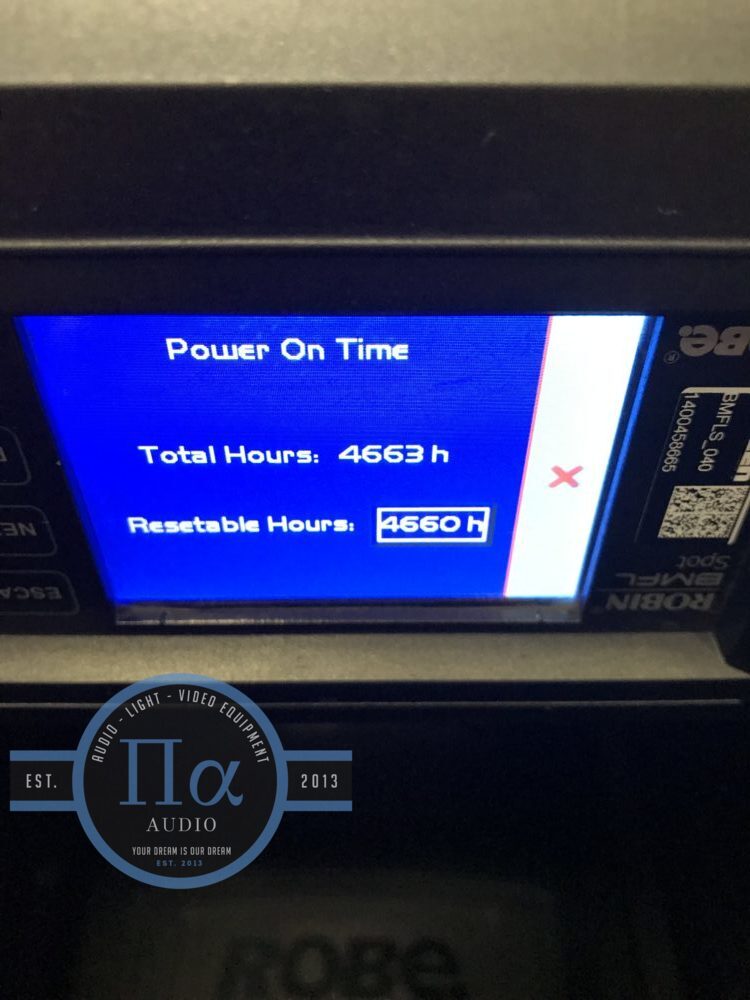 Power On Time
Total Hours: 4663 h
Resetable Hours: 4660 h
BMFLS_040
1400458665
ROBIN
BMFL
Spot
AUDIO - LIGHT - VIDEO EQUIPMENT
EST.
Πα
2013
AUDIO
YOUR DREAM IS OUR DREAM
EST. 2013
ROBe